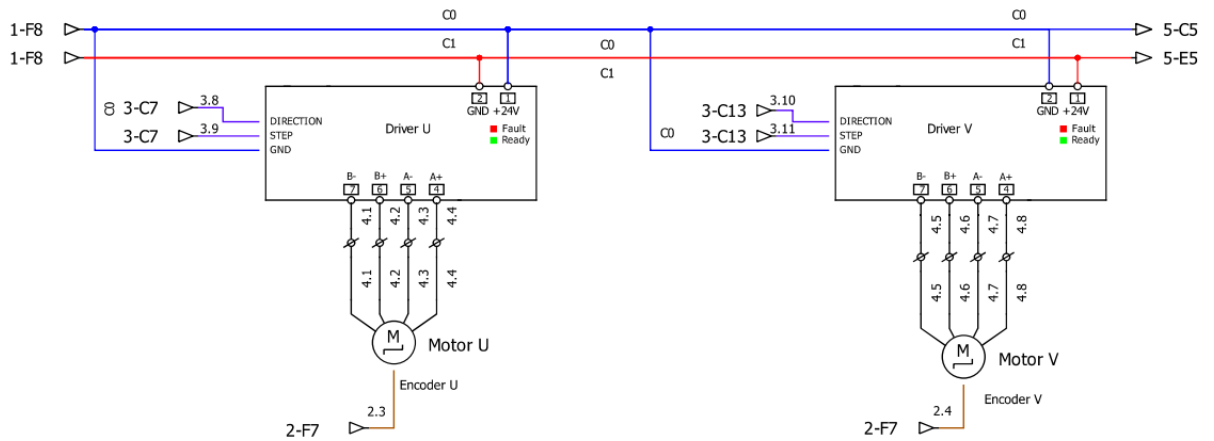 C0 C0
1-F8 5-C5
C1 C0 C1
1-F8 5-E5
C1
C0 3-C7 3.8 2 1 3-C13 3.10 2 1
GND +24V GND +24V
DIRECTION DIRECTION
3-C7 3.9 STEP Driver U Fault C0 3-C13 3.11 STEP Driver V Fault
GND Ready GND Ready
B- B+ A- A+ B- B+ A- A+
7 6 5 4 7 6 5 4
4.1 4.2 4.3 4.4 4.5 4.6 4.7 4.8
4.1 4.2 4.3 4.4 4.5 4.6 4.7 4.8
M Motor U M Motor V
Encoder U Encoder V
2.3 2.4
2-F7 2-F7